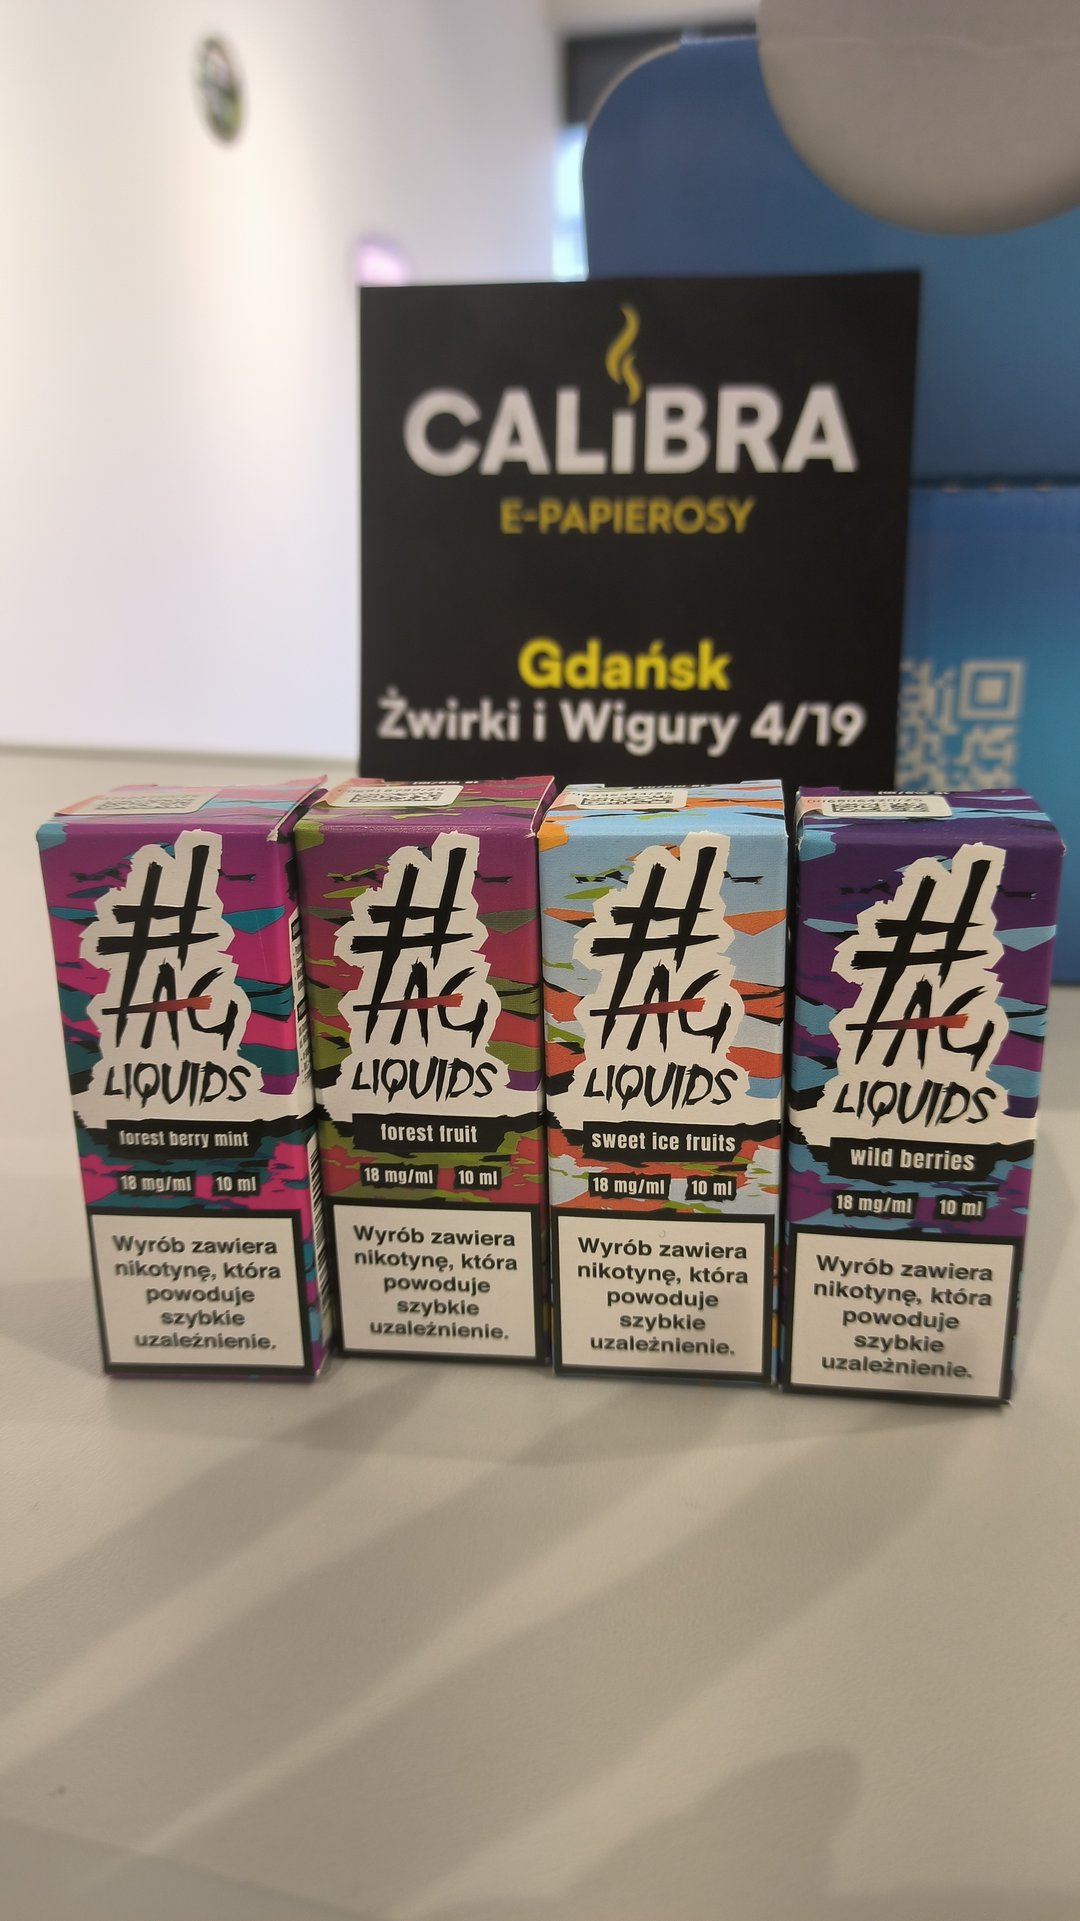 CALiBRA
E-PAPIEROSY
Gdańsk
Żwirki i Wigury 4/19
#TAG
LIQUIDS
forest berry mint
18 mg/ml 10 ml
Wyrób zawiera
nikotynę, która
powoduje
szybkie
uzależnienie.
#TAG
LIQUIDS
forest fruit
18 mg/ml 10 ml
Wyrób zawiera
nikotynę, która
powoduje
szybkie
uzależnienie.
#TAG
LIQUIDS
sweet ice fruits
18 mg/ml 10 ml
Wyrób zawiera
nikotynę, która
powoduje
szybkie
uzależnienie.
#TAG
LIQUIDS
wild berries
18 mg/ml 10 ml
Wyrób zawiera
nikotynę, która
powoduje
szybkie
uzależnienie.